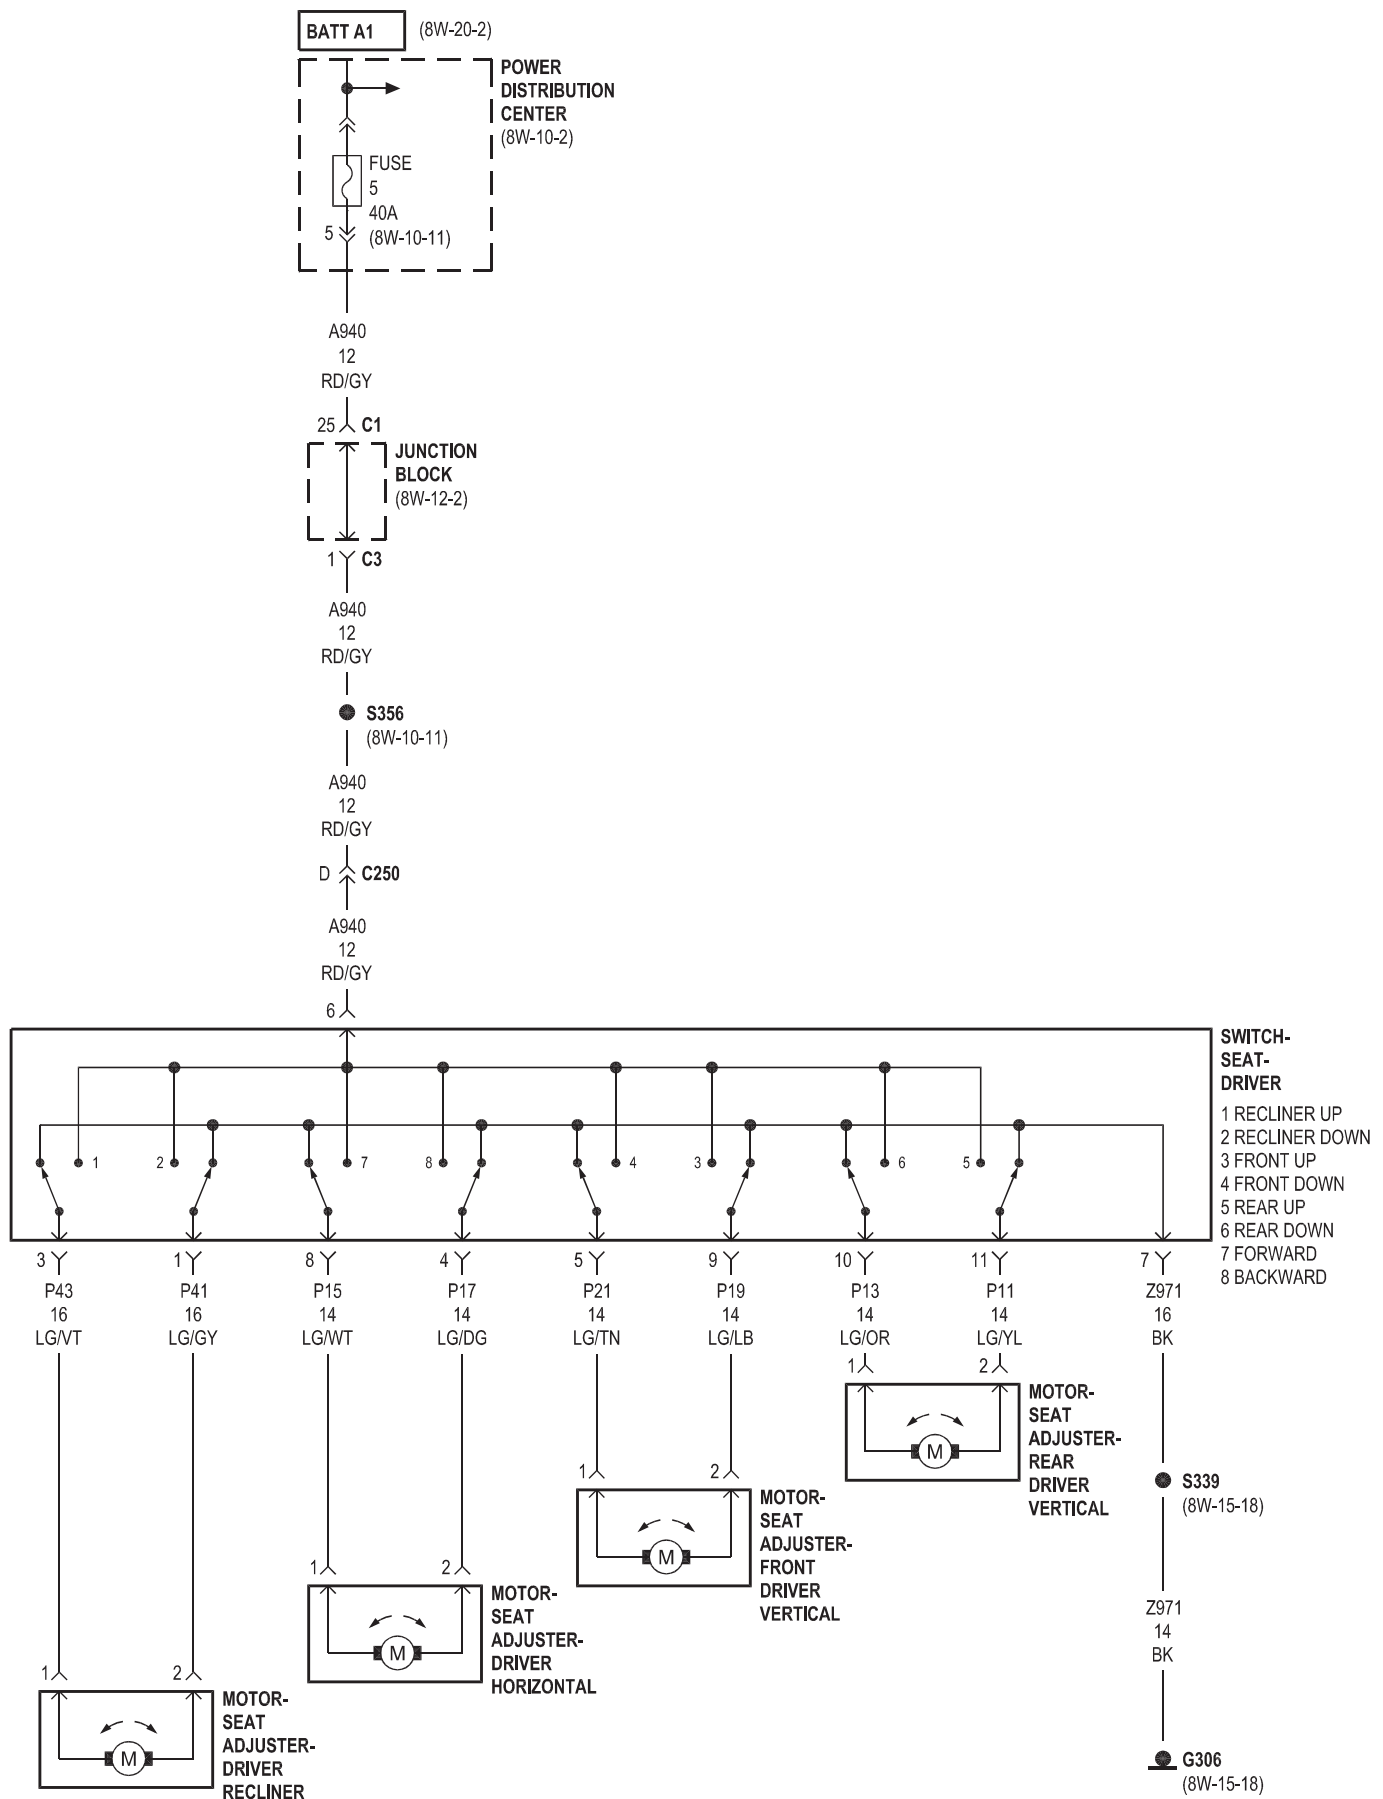 BATT A1 (8W-20-2)
POWER
DISTRIBUTION
CENTER
(8W-10-2)
FUSE
5
40A
5 (8W-10-11)
A940
12
RD/GY
25 C1
JUNCTION
BLOCK
(8W-12-2)
1 C3
A940
12
RD/GY
S356
(8W-10-11)
A940
12
RD/GY
D C250
A940
12
RD/GY
6
SWITCH-
SEAT-
DRIVER
1 RECLINER UP
2 RECLINER DOWN
3 FRONT UP
4 FRONT DOWN
5 REAR UP
6 REAR DOWN
7 FORWARD
8 BACKWARD
1 2 7 8 4 3 6 5
3 1 8 4 5 9 10 11 7
P43 P41 P15 P17 P21 P19 P13 P11 Z971
16 16 14 14 14 14 14 14 16
LG/VT LG/GY LG/WT LG/DG LG/TN LG/LB LG/OR LG/YL BK
1 2
MOTOR-
SEAT
ADJUSTER-
REAR
DRIVER
VERTICAL
M
S339
(8W-15-18)
1 2
MOTOR-
SEAT
ADJUSTER-
FRONT
DRIVER
VERTICAL
M
1 2
MOTOR-
SEAT
ADJUSTER-
DRIVER
HORIZONTAL
M
Z971
14
BK
1 2
MOTOR-
SEAT
ADJUSTER-
DRIVER
RECLINER
M
G306
(8W-15-18)